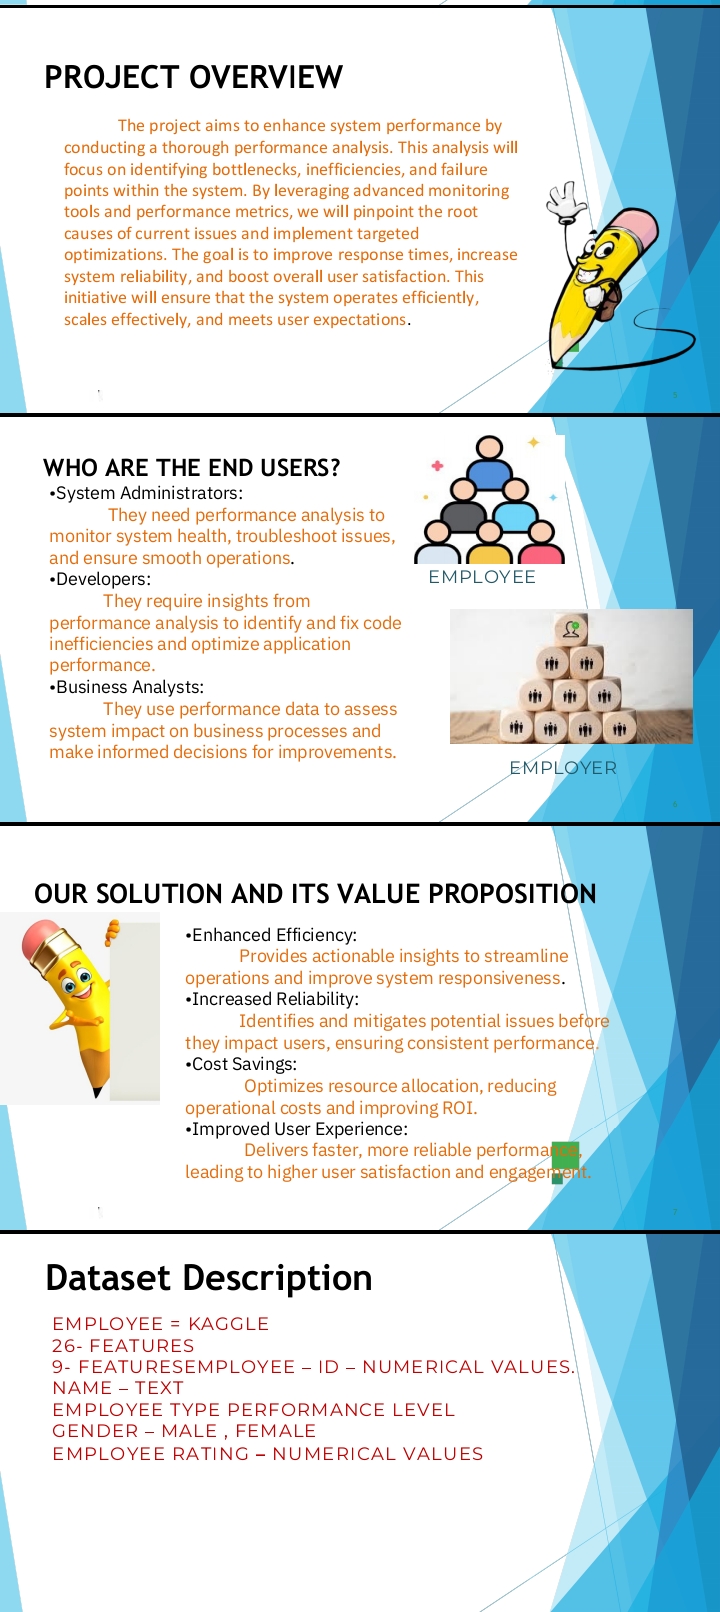 PROJECT OVERVIEW
The project aims to enhance system performance by
conducting a thorough performance analysis. This analysis will
focus on identifying bottlenecks, inefficiencies, and failure
points within the system. By leveraging advanced monitoring
tools and performance metrics, we will pinpoint the root
causes of current issues and implement targeted
optimizations. The goal is to improve response times, increase
system reliability, and boost overall user satisfaction. This
initiative will ensure that the system operates efficiently,
scales effectively, and meets user expectations.
WHO ARE THE END USERS?
•System Administrators:
They need performance analysis to
monitor system health, troubleshoot issues,
and ensure smooth operations.
•Developers:
They require insights from
performance analysis to identify and fix code
inefficiencies and optimize application
performance.
•Business Analysts:
They use performance data to assess
system impact on business processes and
make informed decisions for improvements.
EMPLOYEE
EMPLOYER
OUR SOLUTION AND ITS VALUE PROPOSITION
•Enhanced Efficiency:
Provides actionable insights to streamline
operations and improve system responsiveness.
•Increased Reliability:
Identifies and mitigates potential issues before
they impact users, ensuring consistent performance.
•Cost Savings:
Optimizes resource allocation, reducing
operational costs and improving ROI.
•Improved User Experience:
Delivers faster, more reliable performance,
leading to higher user satisfaction and engagement.
Dataset Description
EMPLOYEE = KAGGLE
26- FEATURES
9- FEATURESEMPLOYEE – ID – NUMERICAL VALUES.
NAME – TEXT
EMPLOYEE TYPE PERFORMANCE LEVEL
GENDER – MALE , FEMALE
EMPLOYEE RATING – NUMERICAL VALUES